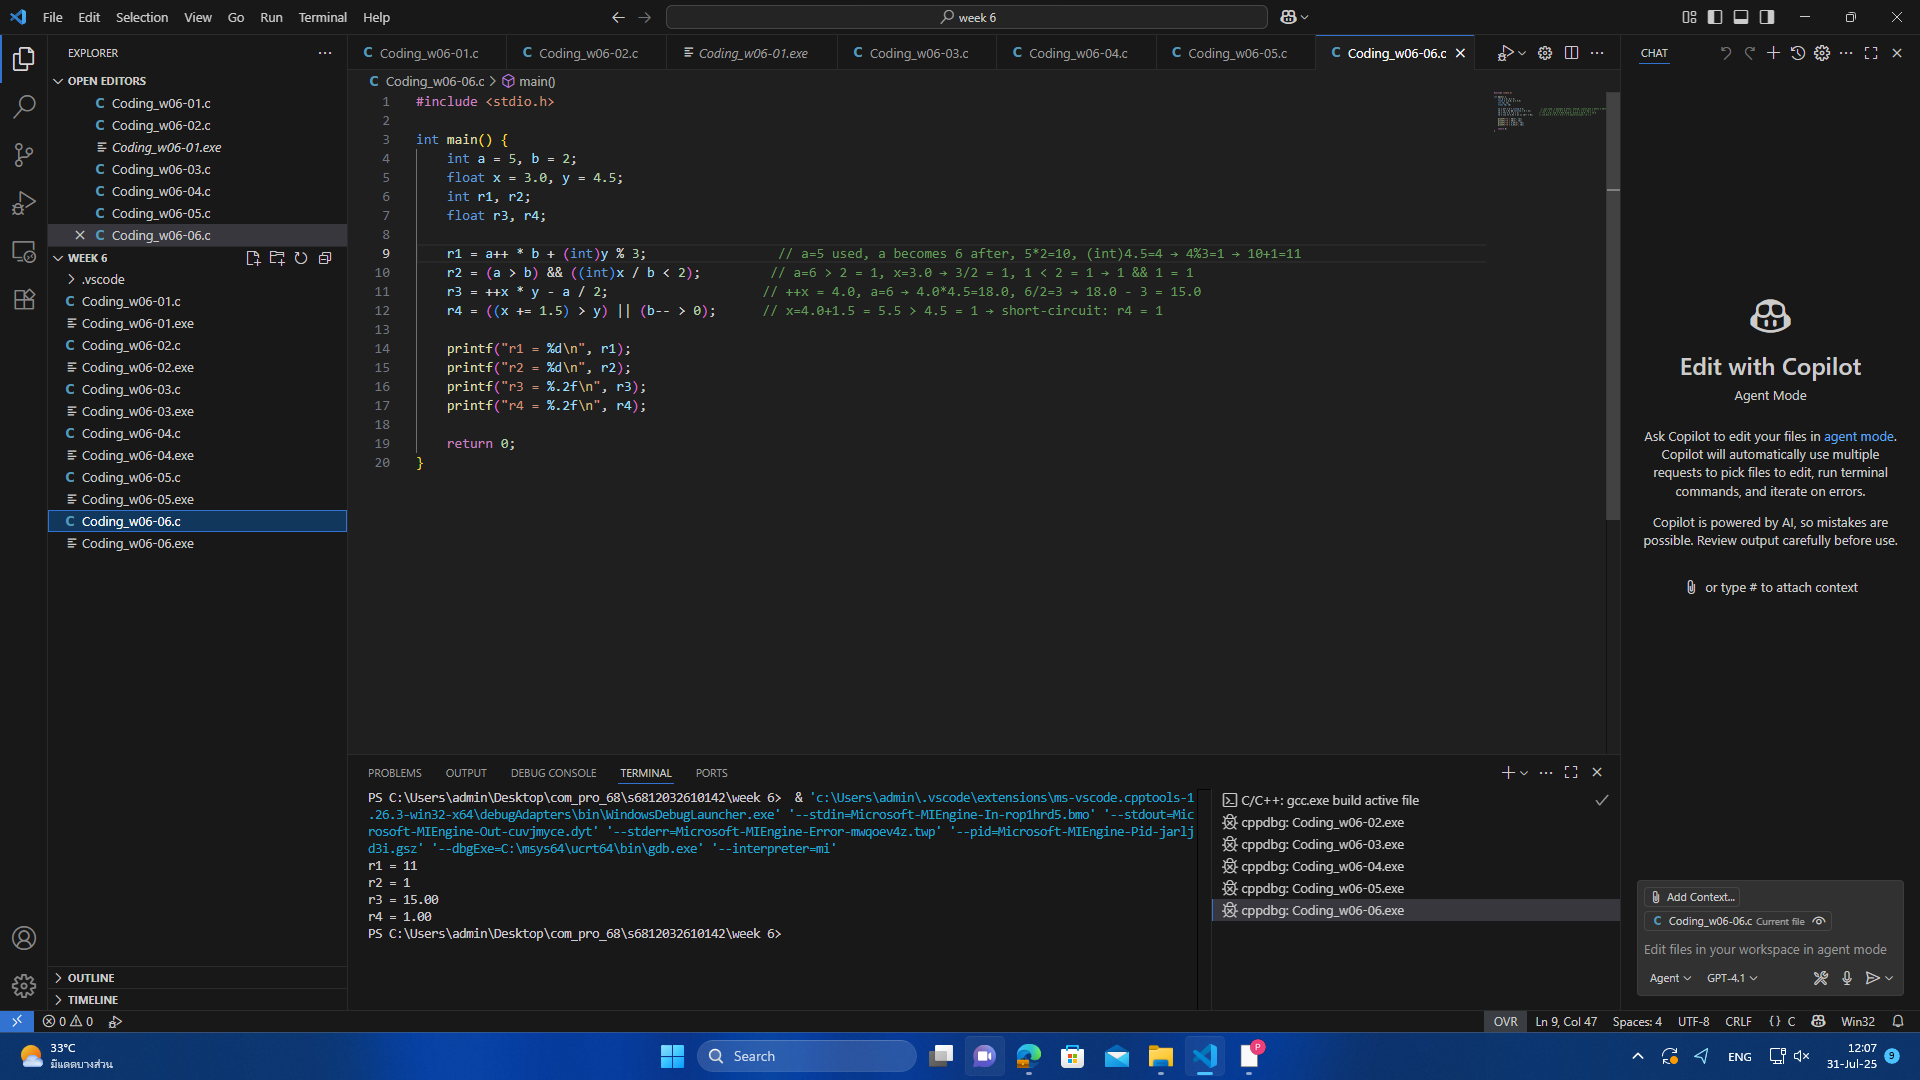 File Edit Selection View Go Run Terminal Help
week 6
EXPLORER
OPEN EDITORS
Coding_w06-01.c
Coding_w06-02.c
Coding_w06-01.exe
Coding_w06-03.c
Coding_w06-04.c
Coding_w06-05.c
Coding_w06-06.c
WEEK 6
.vscode
Coding_w06-01.c
Coding_w06-01.exe
Coding_w06-02.c
Coding_w06-02.exe
Coding_w06-03.c
Coding_w06-03.exe
Coding_w06-04.c
Coding_w06-04.exe
Coding_w06-05.c
Coding_w06-05.exe
Coding_w06-06.c
Coding_w06-06.exe
OUTLINE
TIMELINE
Coding_w06-01.c Coding_w06-02.c Coding_w06-01.exe Coding_w06-03.c Coding_w06-04.c Coding_w06-05.c Coding_w06-06.c
Coding_w06-06.c > main()
1 #include <stdio.h>
2
3 int main() {
4 int a = 5, b = 2;
5 float x = 3.0, y = 4.5;
6 int r1, r2;
7 float r3, r4;
8
9 r1 = a++ * b + (int)y % 3; // a=5 used, a becomes 6 after, 5*2=10, (int)4.5=4 → 4%3=1 → 10+1=11
10 r2 = (a > b) && ((int)x / b < 2); // a=6 > 2 = 1, x=3.0 → 3/2 = 1, 1 < 2 = 1 → 1 && 1 = 1
11 r3 = ++x * y - a / 2; // ++x = 4.0, a=6 → 4.0*4.5=18.0, 6/2=3 → 18.0 - 3 = 15.0
12 r4 = ((x += 1.5) > y) || (b-- > 0); // x=4.0+1.5 = 5.5 > 4.5 = 1 → short-circuit: r4 = 1
13
14 printf("r1 = %d\n", r1);
15 printf("r2 = %d\n", r2);
16 printf("r3 = %.2f\n", r3);
17 printf("r4 = %.2f\n", r4);
18
19 return 0;
20 }
PROBLEMS OUTPUT DEBUG CONSOLE TERMINAL PORTS
PS C:\Users\admin\Desktop\com_pro_68\s6812032610142\week 6> & 'c:\Users\admin\.vscode\extensions\ms-vscode.cpptools-1
.26.3-win32-x64\debugAdapters\bin\WindowsDebugLauncher.exe' '--stdin=Microsoft-MIEngine-In-rop1hrd5.bmo' '--stdout=Mic
rosoft-MIEngine-Out-cuvjmyce.dyt' '--stderr=Microsoft-MIEngine-Error-mwqoev4z.twp' '--pid=Microsoft-MIEngine-Pid-jarlj
d3i.gsz' '--dbgExe=C:\msys64\ucrt64\bin\gdb.exe' '--interpreter=mi'
r1 = 11
r2 = 1
r3 = 15.00
r4 = 1.00
PS C:\Users\admin\Desktop\com_pro_68\s6812032610142\week 6>
C/C++: gcc.exe build active file
cppdbg: Coding_w06-02.exe
cppdbg: Coding_w06-03.exe
cppdbg: Coding_w06-04.exe
cppdbg: Coding_w06-05.exe
cppdbg: Coding_w06-06.exe
CHAT
Edit with Copilot
Agent Mode
Ask Copilot to edit your files in agent mode.
Copilot will automatically use multiple
requests to pick files to edit, run terminal
commands, and iterate on errors.
Copilot is powered by AI, so mistakes are
possible. Review output carefully before use.
or type # to attach context
Add Context...
Coding_w06-06.c Current file
Edit files in your workspace in agent mode
Agent GPT-4.1
0 0
OVR Ln 9, Col 47 Spaces: 4 UTF-8 CRLF {} C Win32
33°C
มีแดดบางส่วน
Search
ENG
12:07
31-Jul-25
9